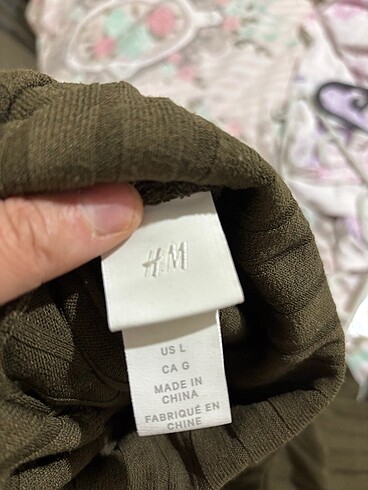 H&M
US L
CA G
MADE IN
CHINA
FABRIQUÉ EN
CHINE